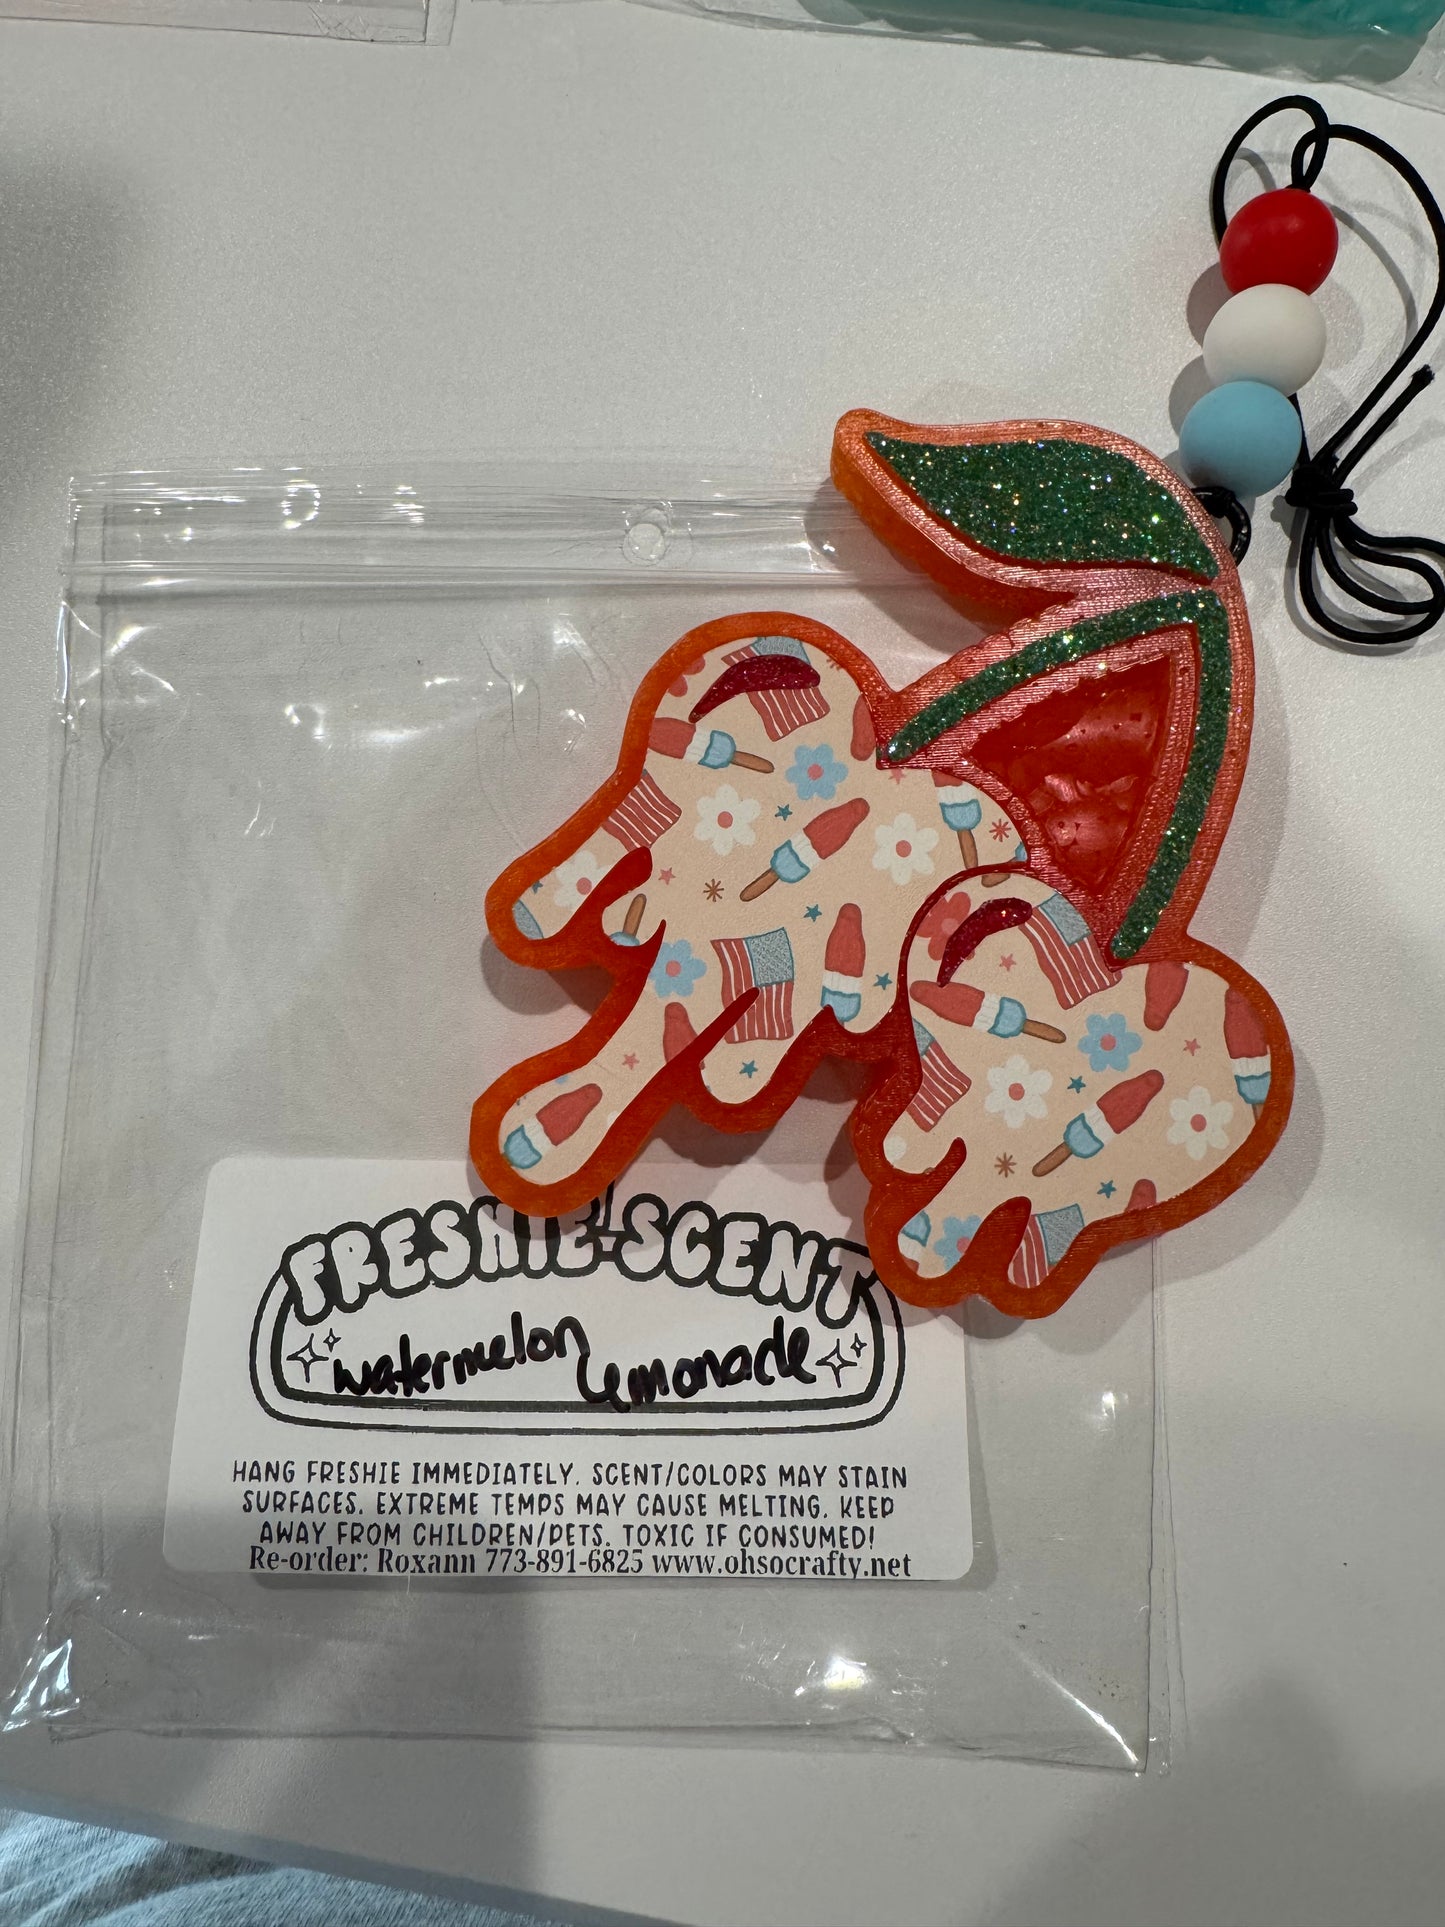 FRESHIE SCENT
watermelon
lemonade
HANG FRESHIE IMMEDIATELY. SCENT/COLORS MAY STAIN
SURFACES. EXTREME TEMPS MAY CAUSE MELTING. KEEP
AWAY FROM CHILDREN/PETS. TOXIC IF CONSUMED!
Re-order: Roxann 773-891-6825 www.ohsocrafty.net